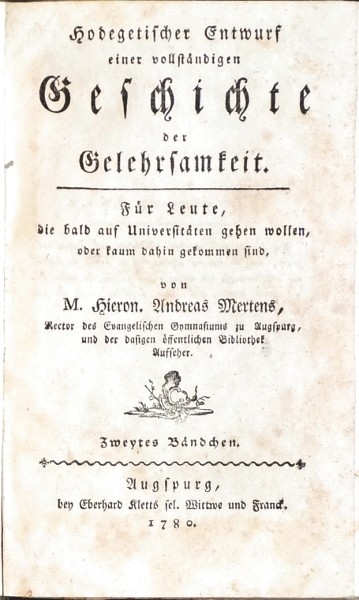 Hodegetischer Entwurf
einer vollständigen
Geschichte
der
Gelehrsamkeit.
Für Leute,
die bald auf Universitäten gehen wollen,
oder kaum dahin gekommen sind,
von
M. Hieron. Andreas Mertens,
Rector des Evangelischen Gymnasiums zu Augspurg,
und der dasigen öffentlichen Bibliothek
Aufseher.
Zweytes Bändchen.
Augspurg,
bey Eberhard Kletts sel. Wittwe und Franck.
1780.